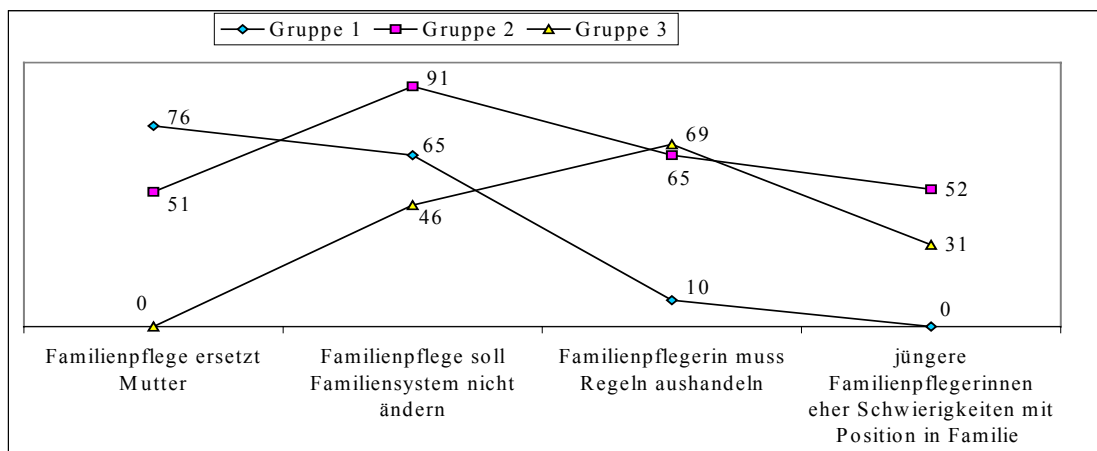 Gruppe 1 Gruppe 2 Gruppe 3
91
76
65
69
51
46
65
52
31
0
10
0
Familienpflege ersetzt
Mutter
Familienpflege soll
Familiensystem nicht
ändern
Familienpflegerin muss
Regeln aushandeln
jüngere
Familienpflegerinnen
eher Schwierigkeiten mit
Position in Familie